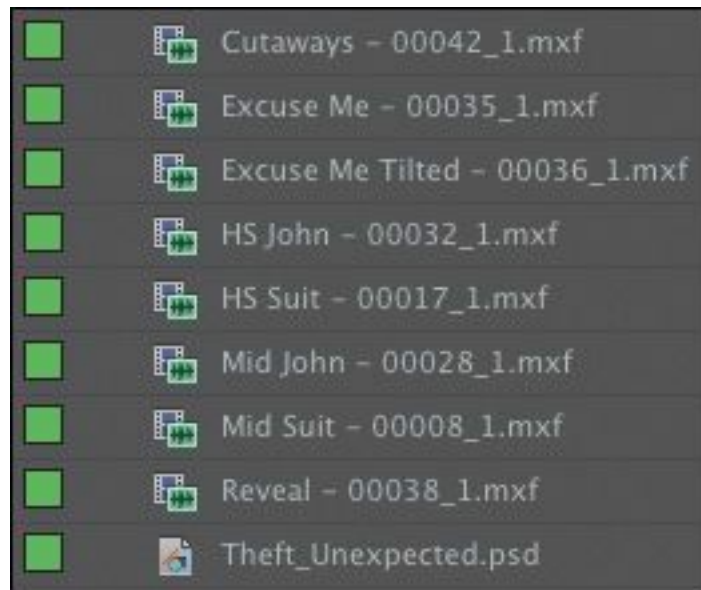 Cutaways – 00042_1.mxf
Excuse Me – 00035_1.mxf
Excuse Me Tilted – 00036_1.mxf
HS John – 00032_1.mxf
HS Suit – 00017_1.mxf
Mid John – 00028_1.mxf
Mid Suit – 00008_1.mxf
Reveal – 00038_1.mxf
Theft_Unexpected.psd